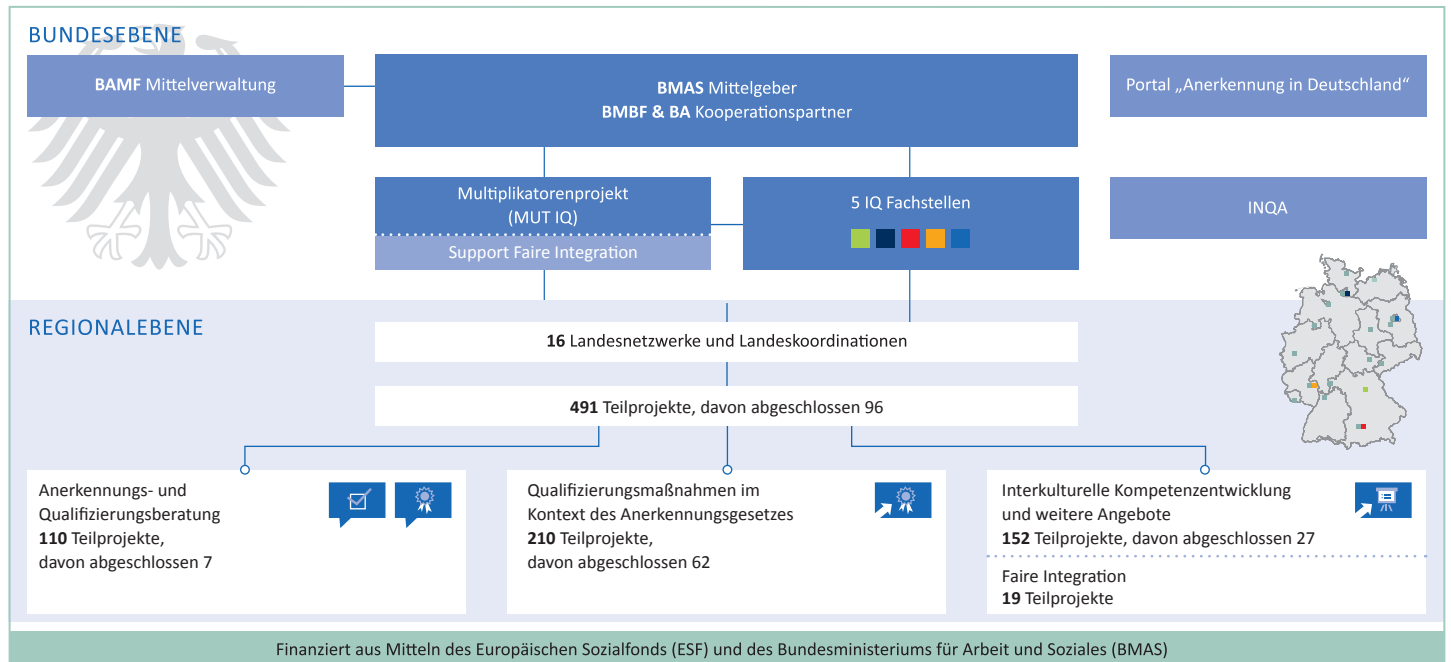 BUNDESEBENE
BAMF Mittelverwaltung
BMAS Mittelgeber
BMBF & BA Kooperationspartner
Portal „Anerkennung in Deutschland“
Multiplikatorenprojekt
(MUT IQ)
Support Faire Integration
5 IQ Fachstellen
INQA
REGIONALEBENE
16 Landesnetzwerke und Landeskoordinationen
491 Teilprojekte, davon abgeschlossen 96
Anerkennungs- und
Qualifizierungsberatung
110 Teilprojekte,
davon abgeschlossen 7
Qualifizierungsmaßnahmen im
Kontext des Anerkennungsgesetzes
210 Teilprojekte,
davon abgeschlossen 62
Interkulturelle Kompetenzentwicklung
und weitere Angebote
152 Teilprojekte, davon abgeschlossen 27
Faire Integration
19 Teilprojekte
Finanziert aus Mitteln des Europäischen Sozialfonds (ESF) und des Bundesministeriums für Arbeit und Soziales (BMAS)